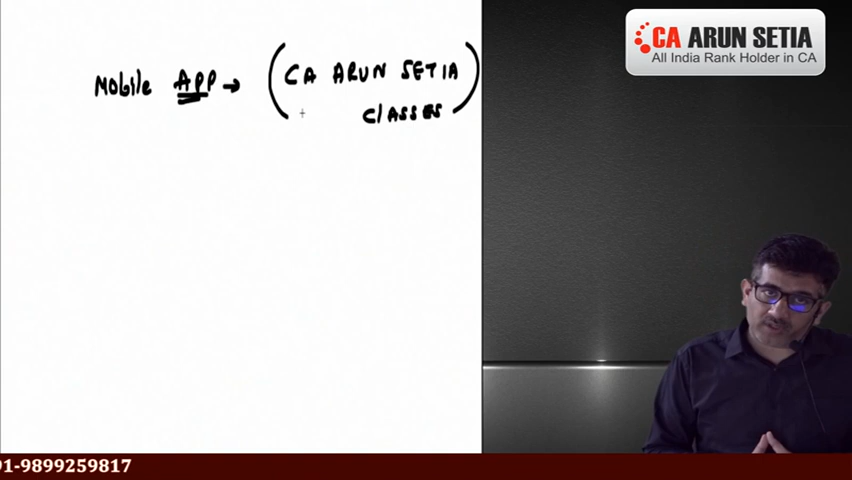 CA ARUN SETIA
All India Rank Holder in CA
Mobile APP → (CA ARUN SETIA
CLASSES)
91-9899259817